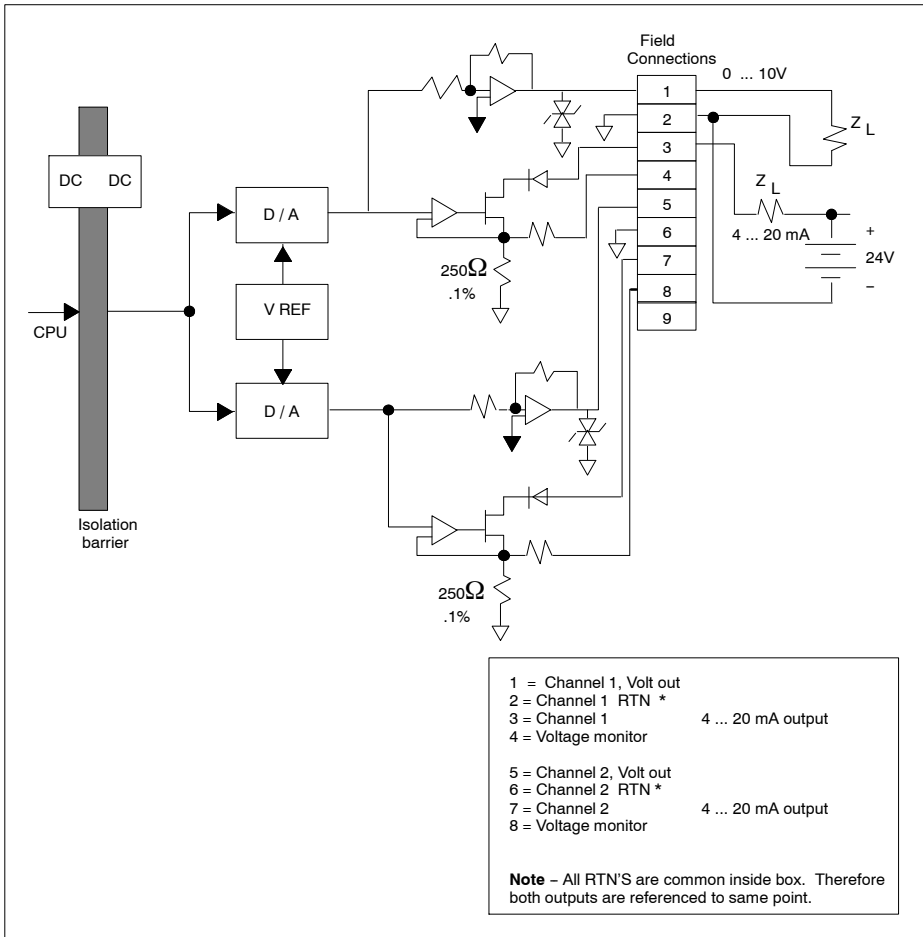 Field
Connections
0 ... 10V
1
2
3
4
5
6
7
8
9
Z L
Z L
4 ... 20 mA
+
24V
–
DC DC
D / A
250Ω
.1%
V REF
CPU
D / A
Isolation
barrier
250Ω
.1%
1 = Channel 1, Volt out
2 = Channel 1 RTN *
3 = Channel 1 4 ... 20 mA output
4 = Voltage monitor
5 = Channel 2, Volt out
6 = Channel 2 RTN *
7 = Channel 2 4 ... 20 mA output
8 = Voltage monitor
Note – All RTN'S are common inside box. Therefore
both outputs are referenced to same point.